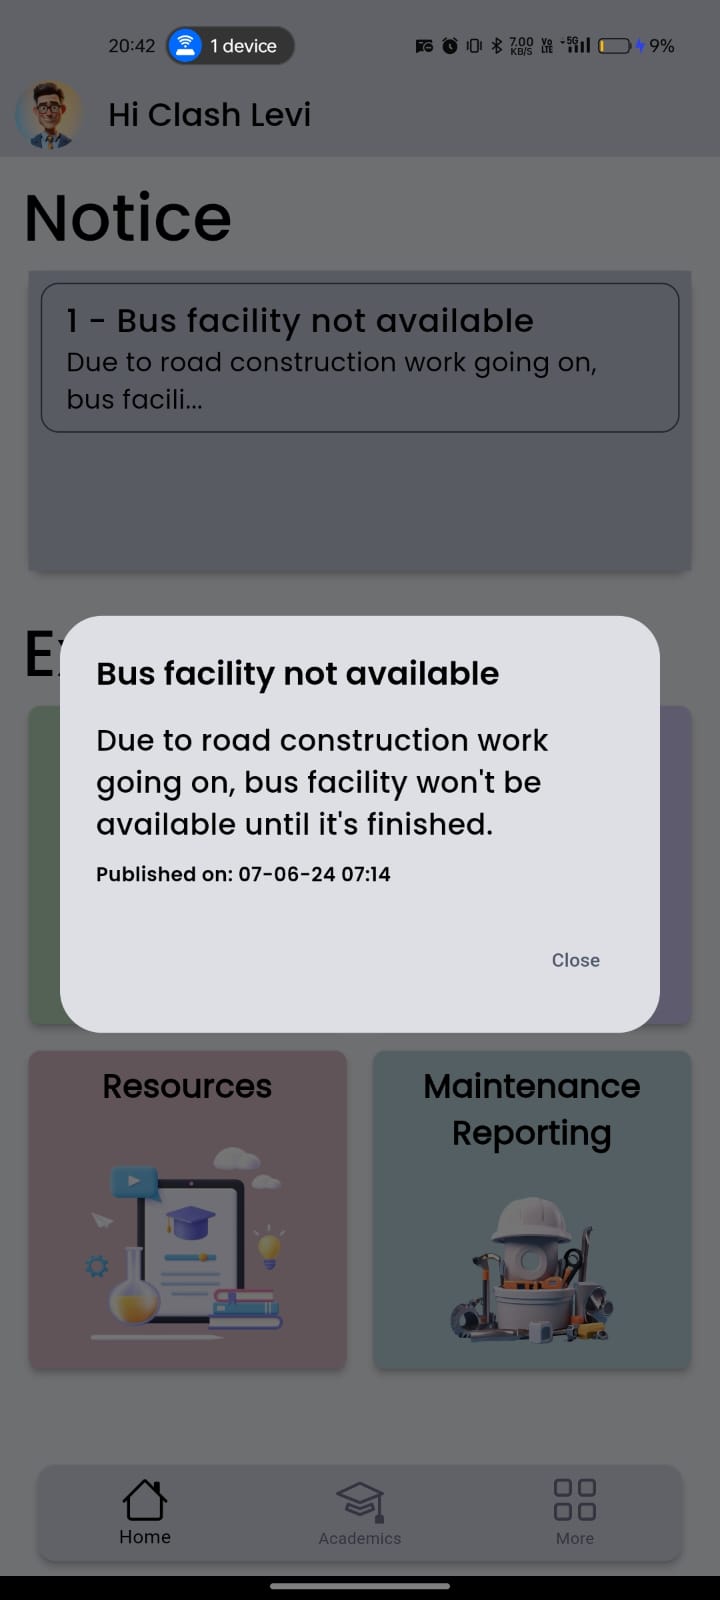 20:42 1 device 7.00 KB/S Vo LTE 5G 9%
Hi Clash Levi
Notice
1 - Bus facility not available
Due to road construction work going on,
bus facili...
Bus facility not available
Due to road construction work
going on, bus facility won't be
available until it's finished.
Published on: 07-06-24 07:14
Close
Resources
Maintenance
Reporting
Home Academics More